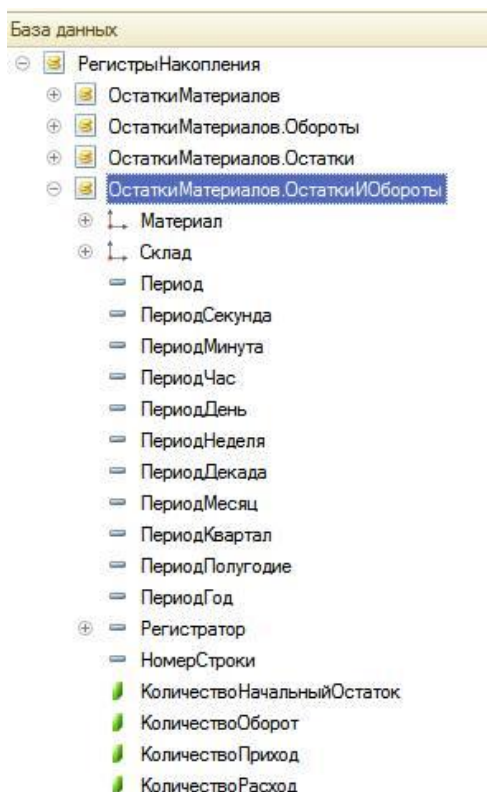 База данных
РегистрыНакопления
ОстаткиМатериалов
ОстаткиМатериалов.Обороты
ОстаткиМатериалов.Остатки
ОстаткиМатериалов.ОстаткиИОбороты
Материал
Склад
Период
ПериодСекунда
ПериодМинута
ПериодЧас
ПериодДень
ПериодНеделя
ПериодДекада
ПериодМесяц
ПериодКвартал
ПериодПолугодие
ПериодГод
Регистратор
НомерСтроки
КоличествоНачальныйОстаток
КоличествоОборот
КоличествоПриход
КоличествоРасход